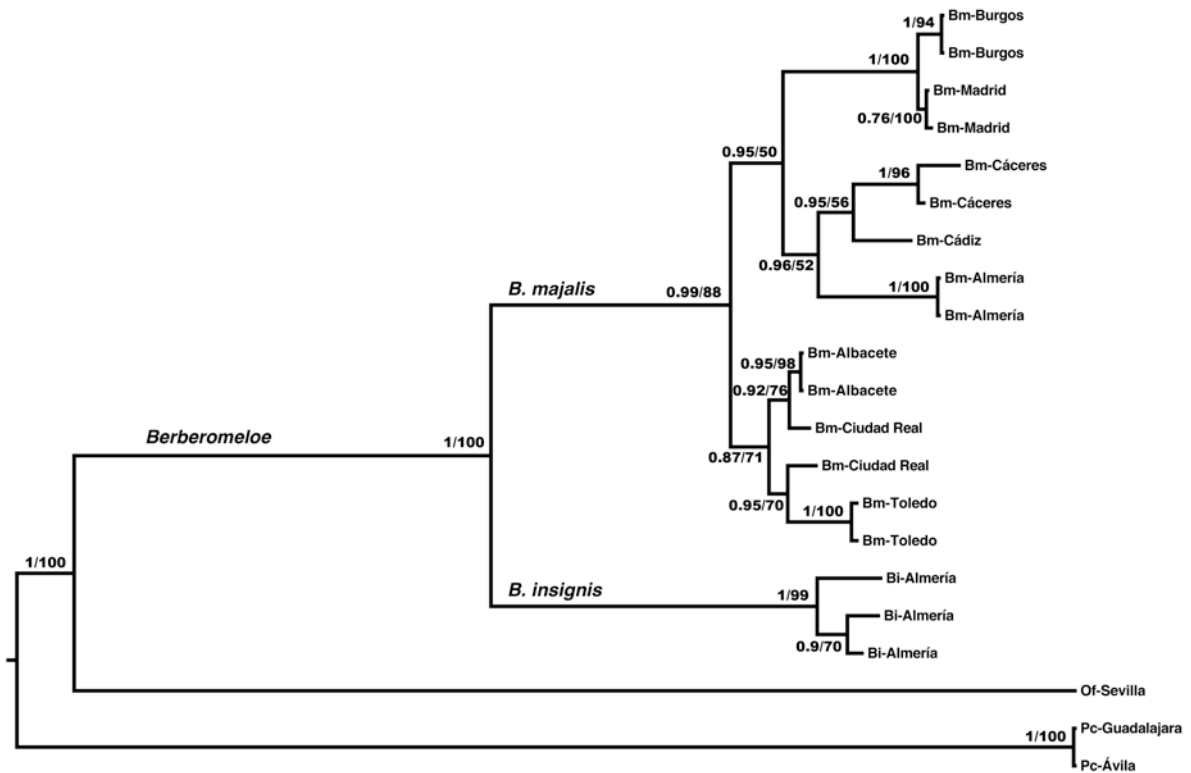 Bm-Burgos
1/94
Bm-Burgos
1/100
Bm-Madrid
0.76/100
Bm-Madrid
0.95/50
Bm-Cáceres
1/96
Bm-Cáceres
0.95/56
Bm-Cádiz
0.96/52
Bm-Almería
1/100
Bm-Almería
B. majalis
0.99/88
Bm-Albacete
0.95/98
Bm-Albacete
0.92/76
Bm-Ciudad Real
0.87/71
Bm-Ciudad Real
0.95/70
Bm-Toledo
1/100
Bm-Toledo
Berberomeloe
1/100
B. insignis
Bi-Almería
1/99
Bi-Almería
0.9/70
Bi-Almería
1/100
Of-Sevilla
Pc-Guadalajara
1/100
Pc-Ávila